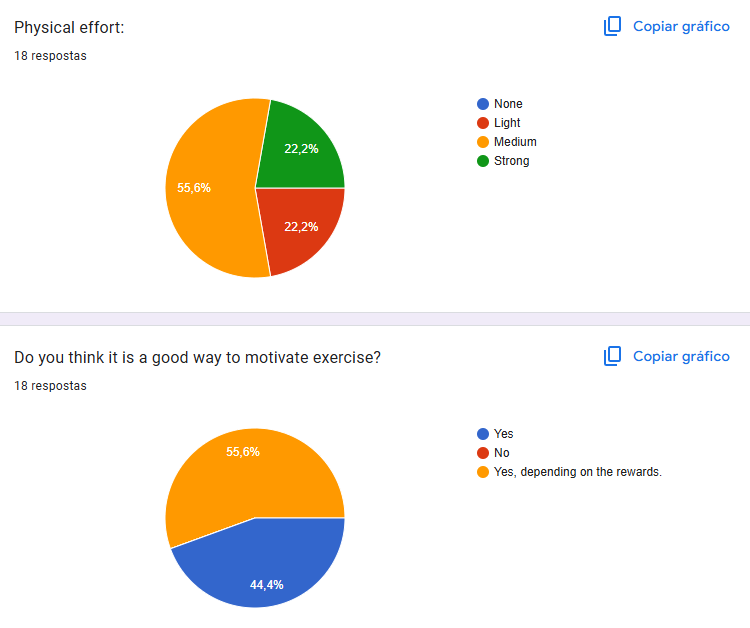 Physical effort:
Copiar gráfico
18 respostas
None
Light
Medium
Strong
22,2%
55,6%
22,2%
Do you think it is a good way to motivate exercise?
Copiar gráfico
18 respostas
Yes
No
Yes, depending on the rewards.
55,6%
44,4%